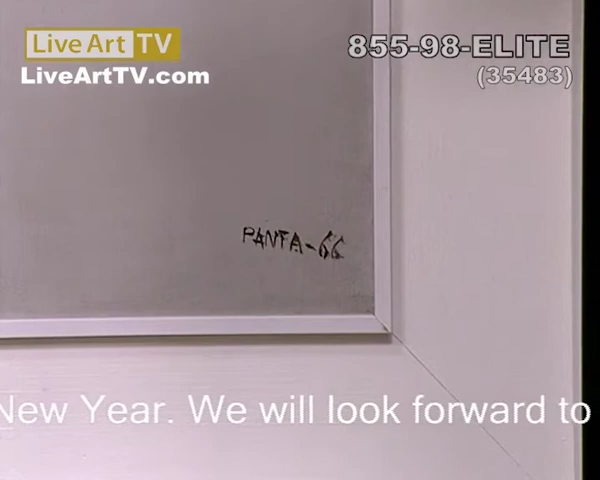 Live Art TV
LiveArtTV.com
855-98-ELITE
(35483)
PANTA-66
New Year. We will look forward to